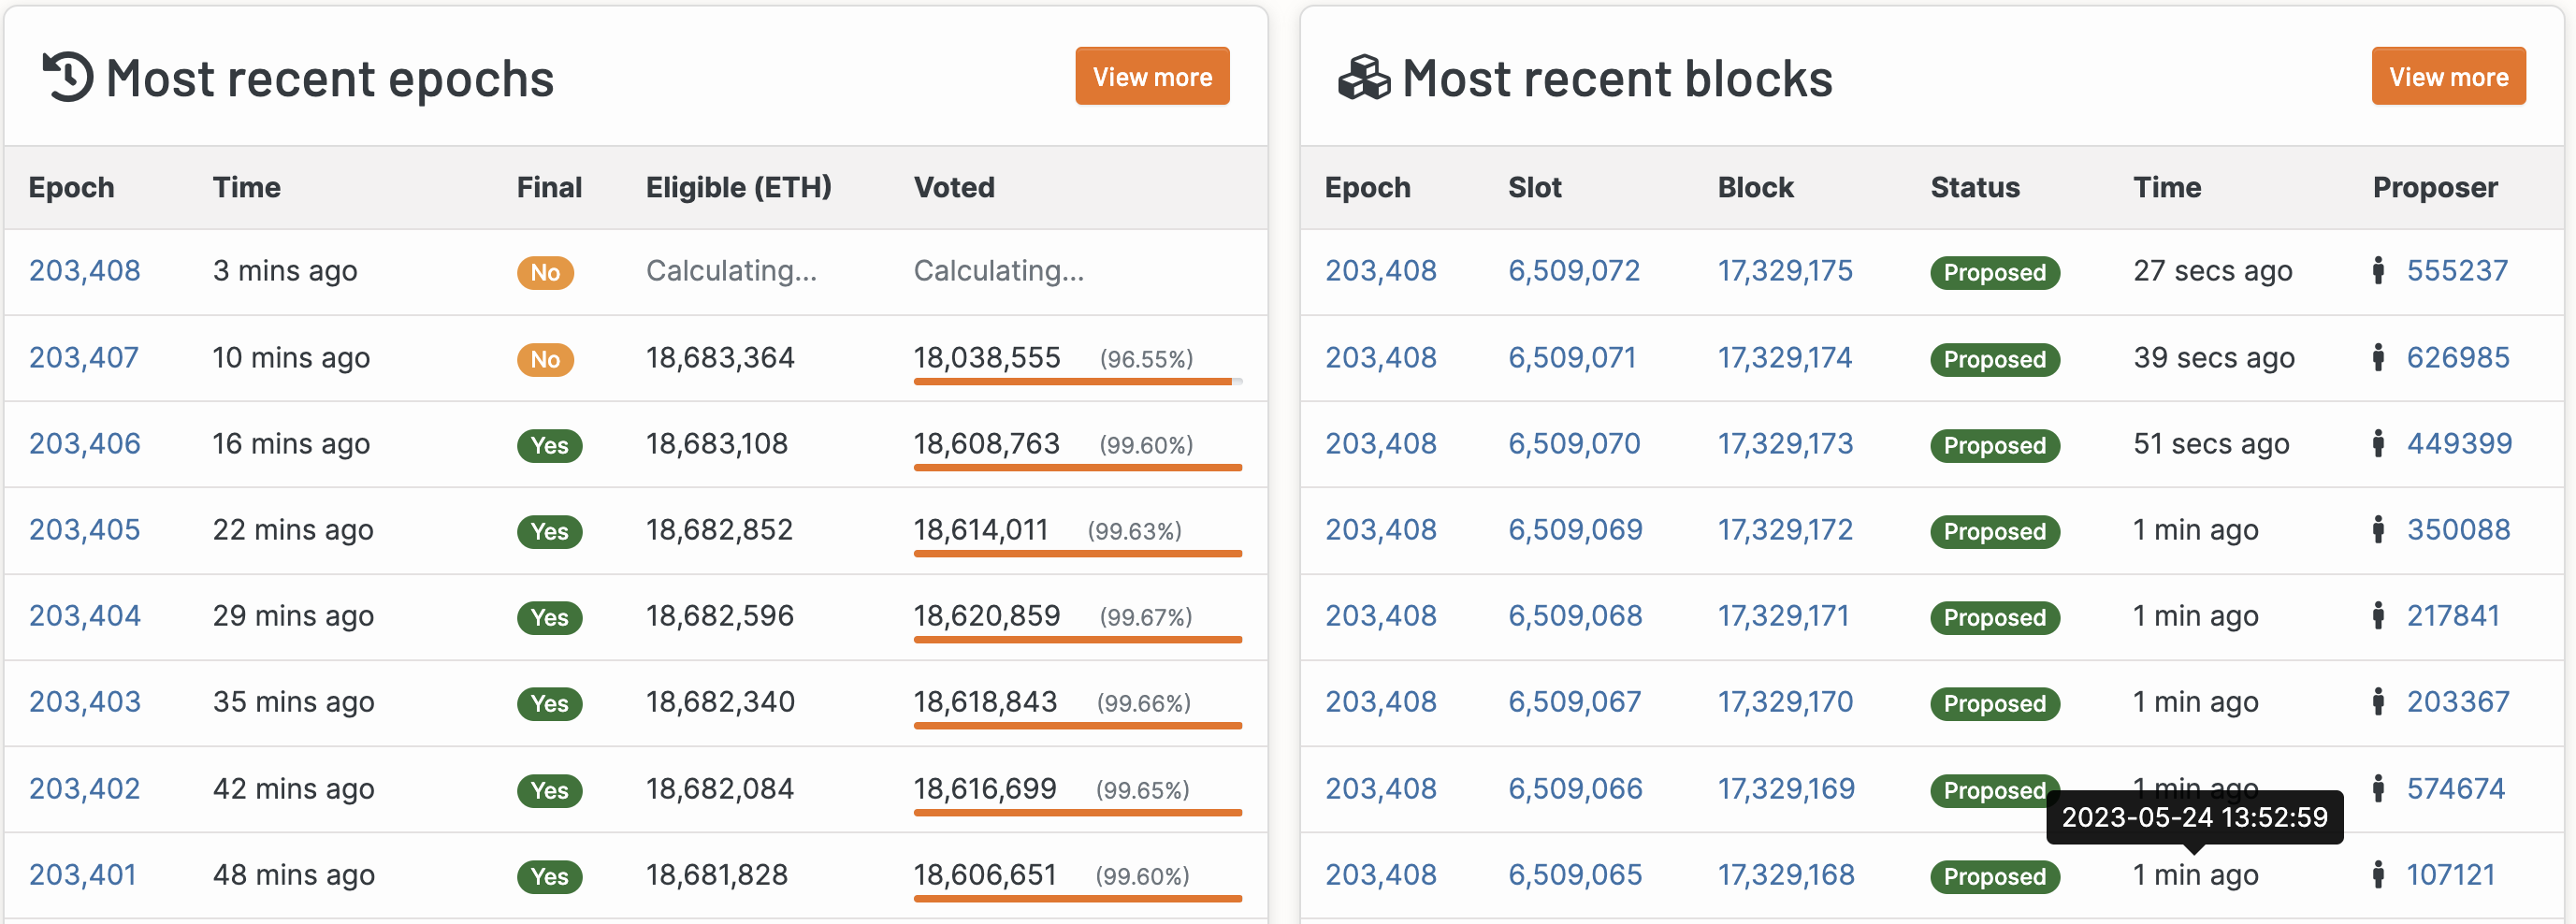 Most recent epochs View more
Epoch Time Final Eligible (ETH) Voted
203,408 3 mins ago No Calculating... Calculating...
203,407 10 mins ago No 18,683,364 18,038,555 (96.55%)
203,406 16 mins ago Yes 18,683,108 18,608,763 (99.60%)
203,405 22 mins ago Yes 18,682,852 18,614,011 (99.63%)
203,404 29 mins ago Yes 18,682,596 18,620,859 (99.67%)
203,403 35 mins ago Yes 18,682,340 18,618,843 (99.66%)
203,402 42 mins ago Yes 18,682,084 18,616,699 (99.65%)
203,401 48 mins ago Yes 18,681,828 18,606,651 (99.60%)
Most recent blocks View more
Epoch Slot Block Status Time Proposer
203,408 6,509,072 17,329,175 Proposed 27 secs ago 555237
203,408 6,509,071 17,329,174 Proposed 39 secs ago 626985
203,408 6,509,070 17,329,173 Proposed 51 secs ago 449399
203,408 6,509,069 17,329,172 Proposed 1 min ago 350088
203,408 6,509,068 17,329,171 Proposed 1 min ago 217841
203,408 6,509,067 17,329,170 Proposed 1 min ago 203367
203,408 6,509,066 17,329,169 Proposed 1 min ago 574674
2023-05-24 13:52:59
203,408 6,509,065 17,329,168 Proposed 1 min ago 107121